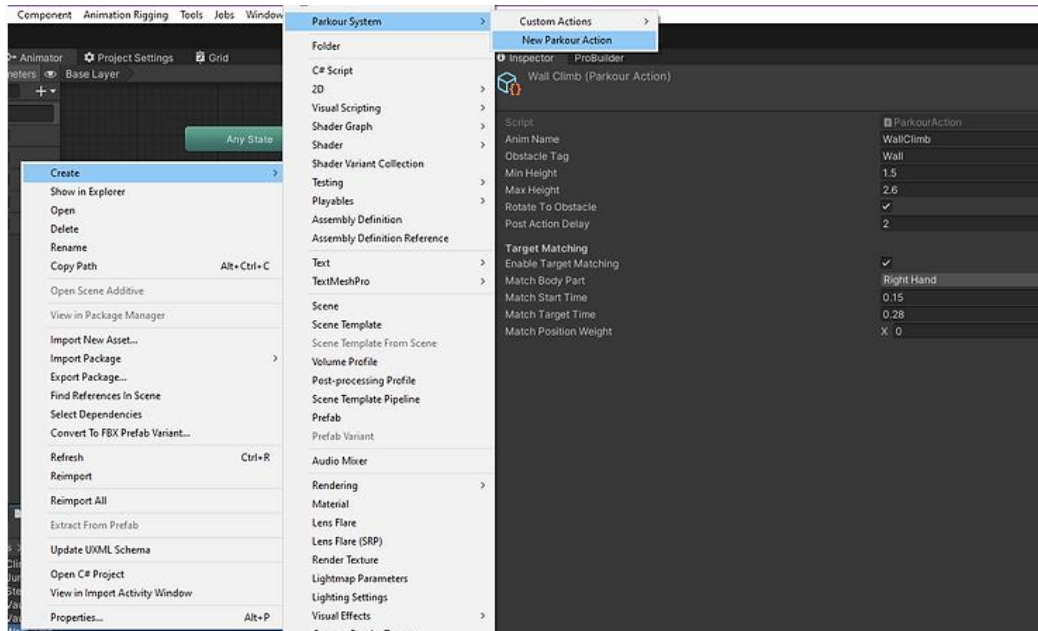 Component Animation Rigging Tools Jobs Window
Animator Project Settings Grid
Base Layer
Any State
Create
Show in Explorer
Open
Delete
Rename
Copy Path Alt+Ctrl+C
Open Scene Additive
View in Package Manager
Import New Asset...
Import Package
Export Package...
Find References In Scene
Select Dependencies
Convert To FBX Prefab Variant...
Refresh Ctrl+R
Reimport
Reimport All
Extract From Prefab
Update UXML Schema
Open C# Project
View in Import Activity Window
Properties... Alt+P
Parkour System
Folder
C# Script
2D
Visual Scripting
Shader Graph
Shader
Shader Variant Collection
Testing
Playables
Assembly Definition
Assembly Definition Reference
Text
TextMeshPro
Scene
Scene Template
Scene Template From Scene
Volume Profile
Post-processing Profile
Scene Template Pipeline
Prefab
Prefab Variant
Audio Mixer
Rendering
Material
Lens Flare
Lens Flare (SRP)
Render Texture
Lightmap Parameters
Lighting Settings
Visual Effects
Custom Actions
New Parkour Action
Inspector ProBuilder
Wall Climb (Parkour Action)
Script ParkourAction
Anim Name WallClimb
Obstacle Tag Wall
Min Height 1.5
Max Height 2.6
Rotate To Obstacle
Post Action Delay 2
Target Matching
Enable Target Matching
Match Body Part Right Hand
Match Start Time 0.15
Match Target Time 0.28
Match Position Weight X 0